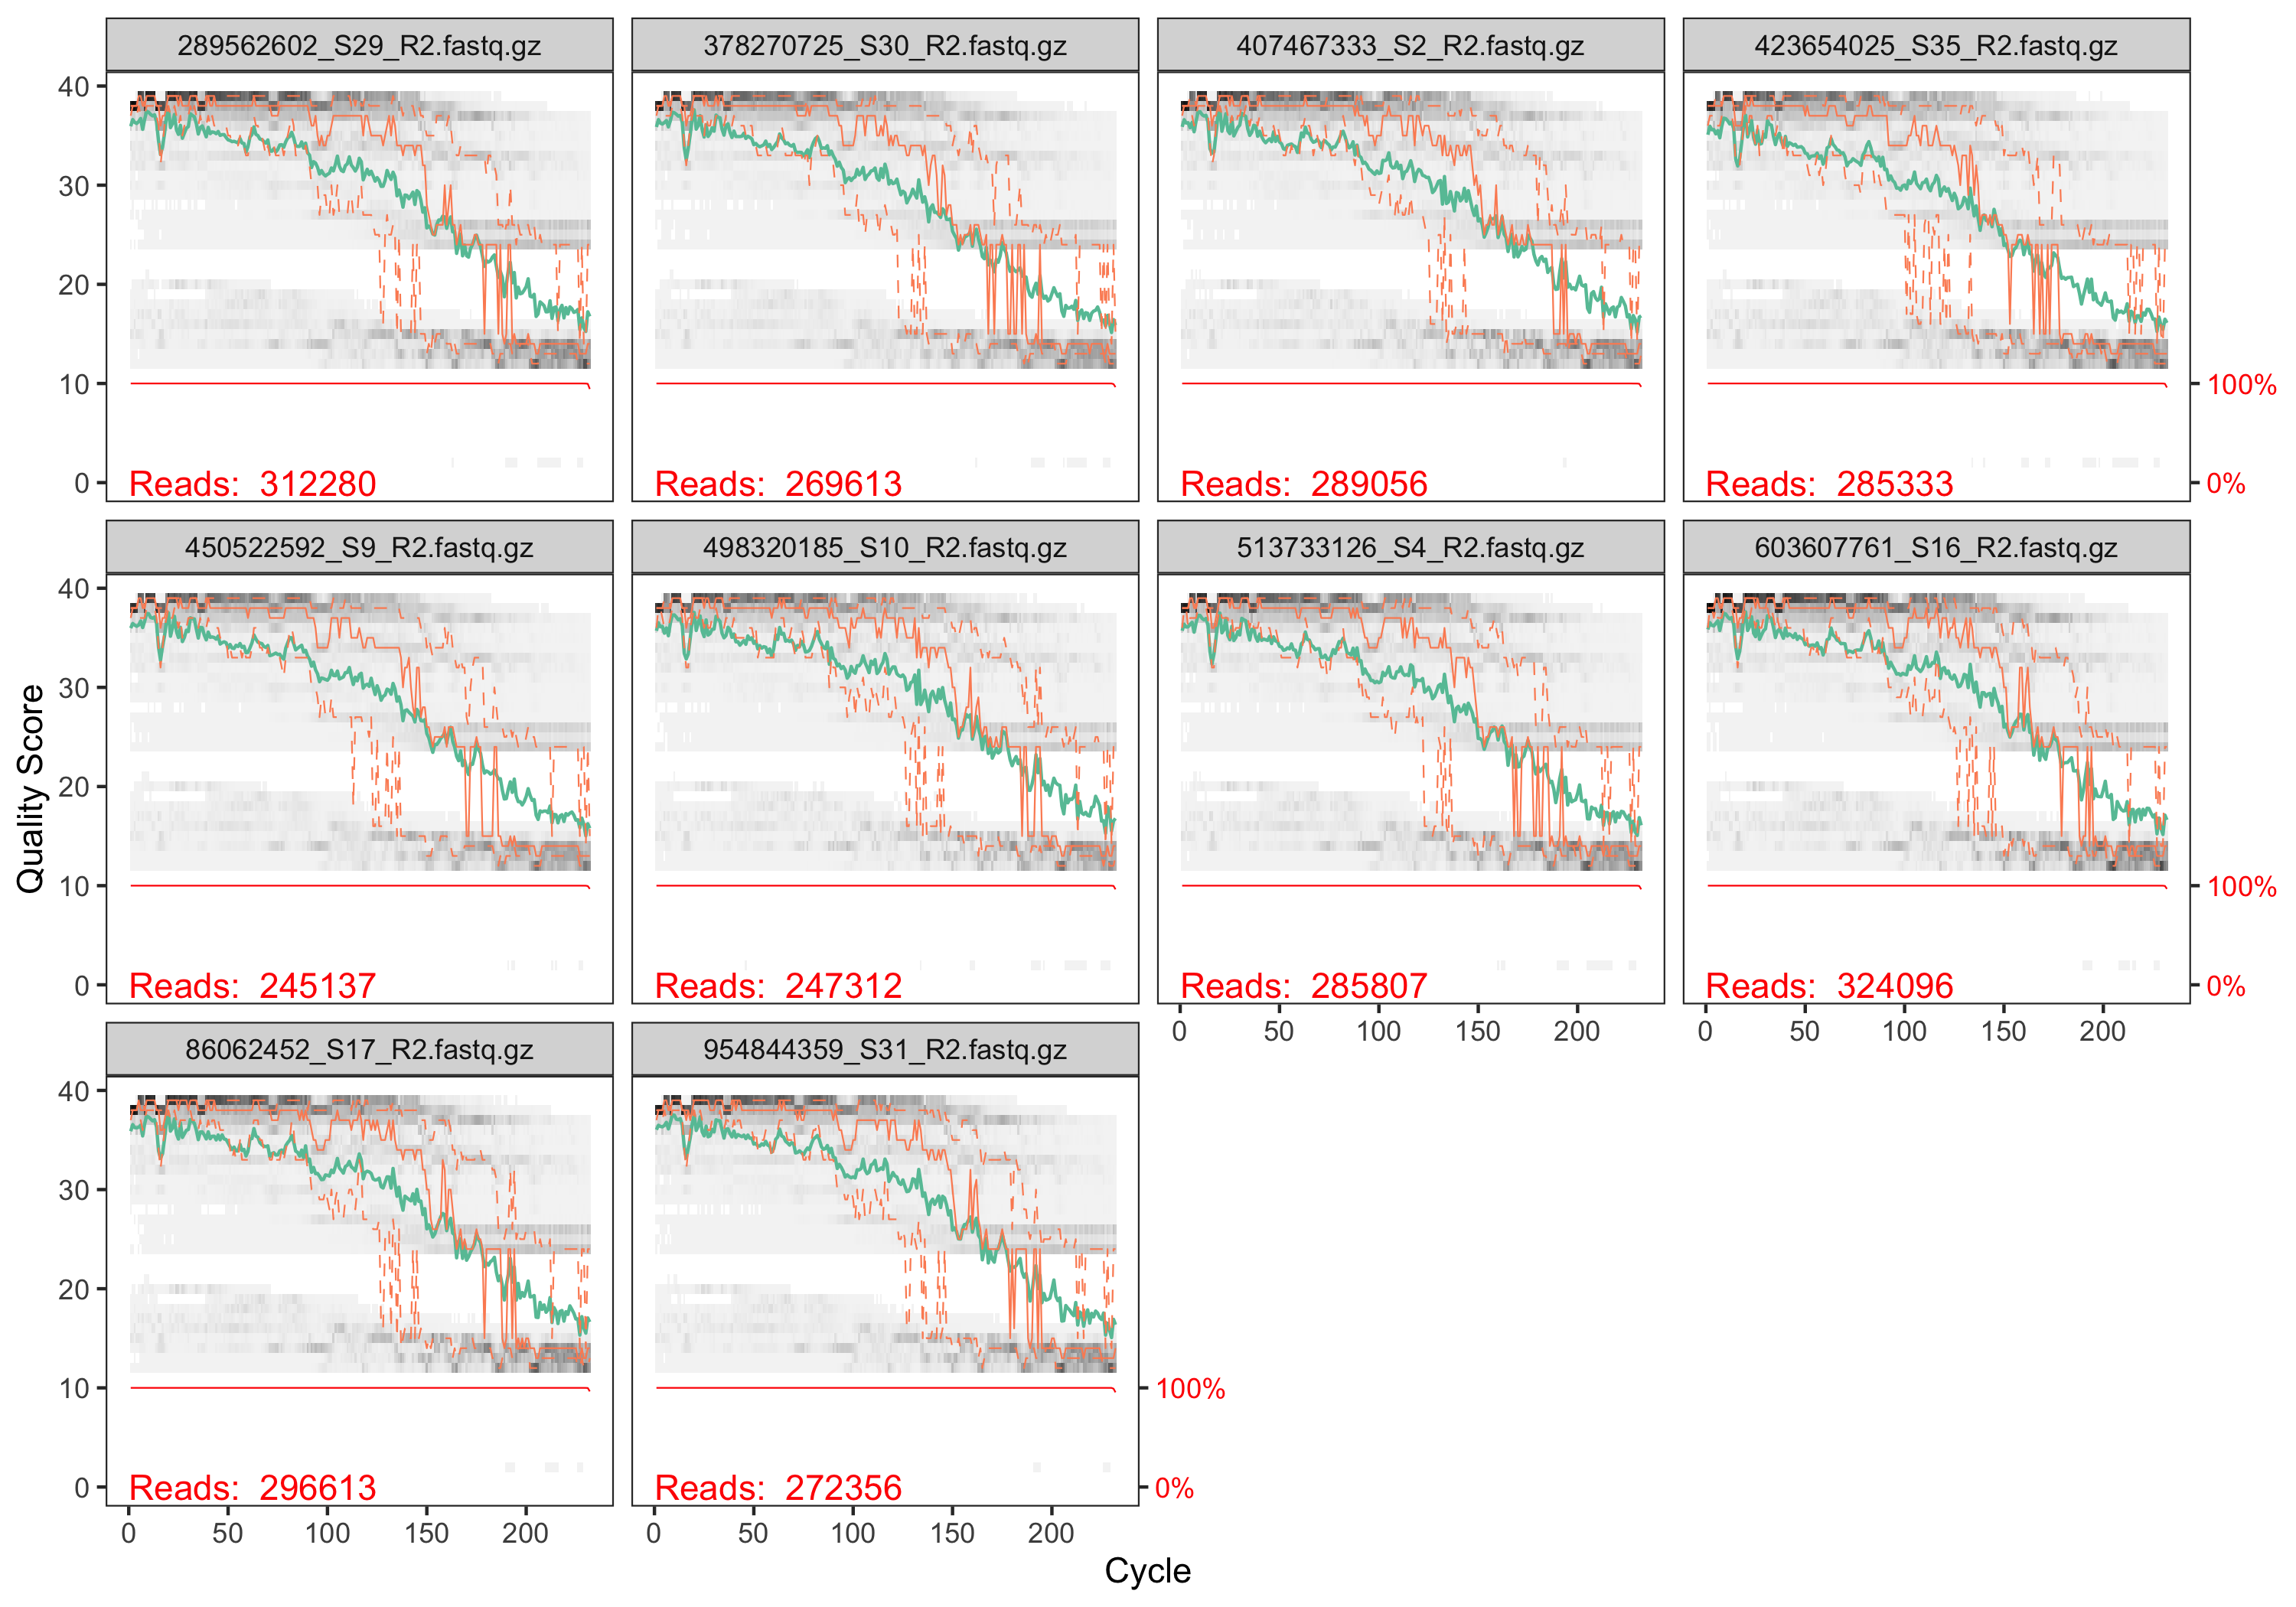 289562602_S29_R2.fastq.gz 378270725_S30_R2.fastq.gz 407467333_S2_R2.fastq.gz 423654025_S35_R2.fastq.gz
40
30
20
10 100%
0 Reads: 312280 Reads: 269613 Reads: 289056 Reads: 285333 0%
450522592_S9_R2.fastq.gz 498320185_S10_R2.fastq.gz 513733126_S4_R2.fastq.gz 603607761_S16_R2.fastq.gz
40
30
20
Quality Score
10 100%
0 Reads: 245137 Reads: 247312 Reads: 285807 Reads: 324096 0%
0 50 100 150 200 0 50 100 150 200
86062452_S17_R2.fastq.gz 954844359_S31_R2.fastq.gz
40
30
20
10 100%
0 Reads: 296613 Reads: 272356 0%
0 50 100 150 200 0 50 100 150 200
Cycle